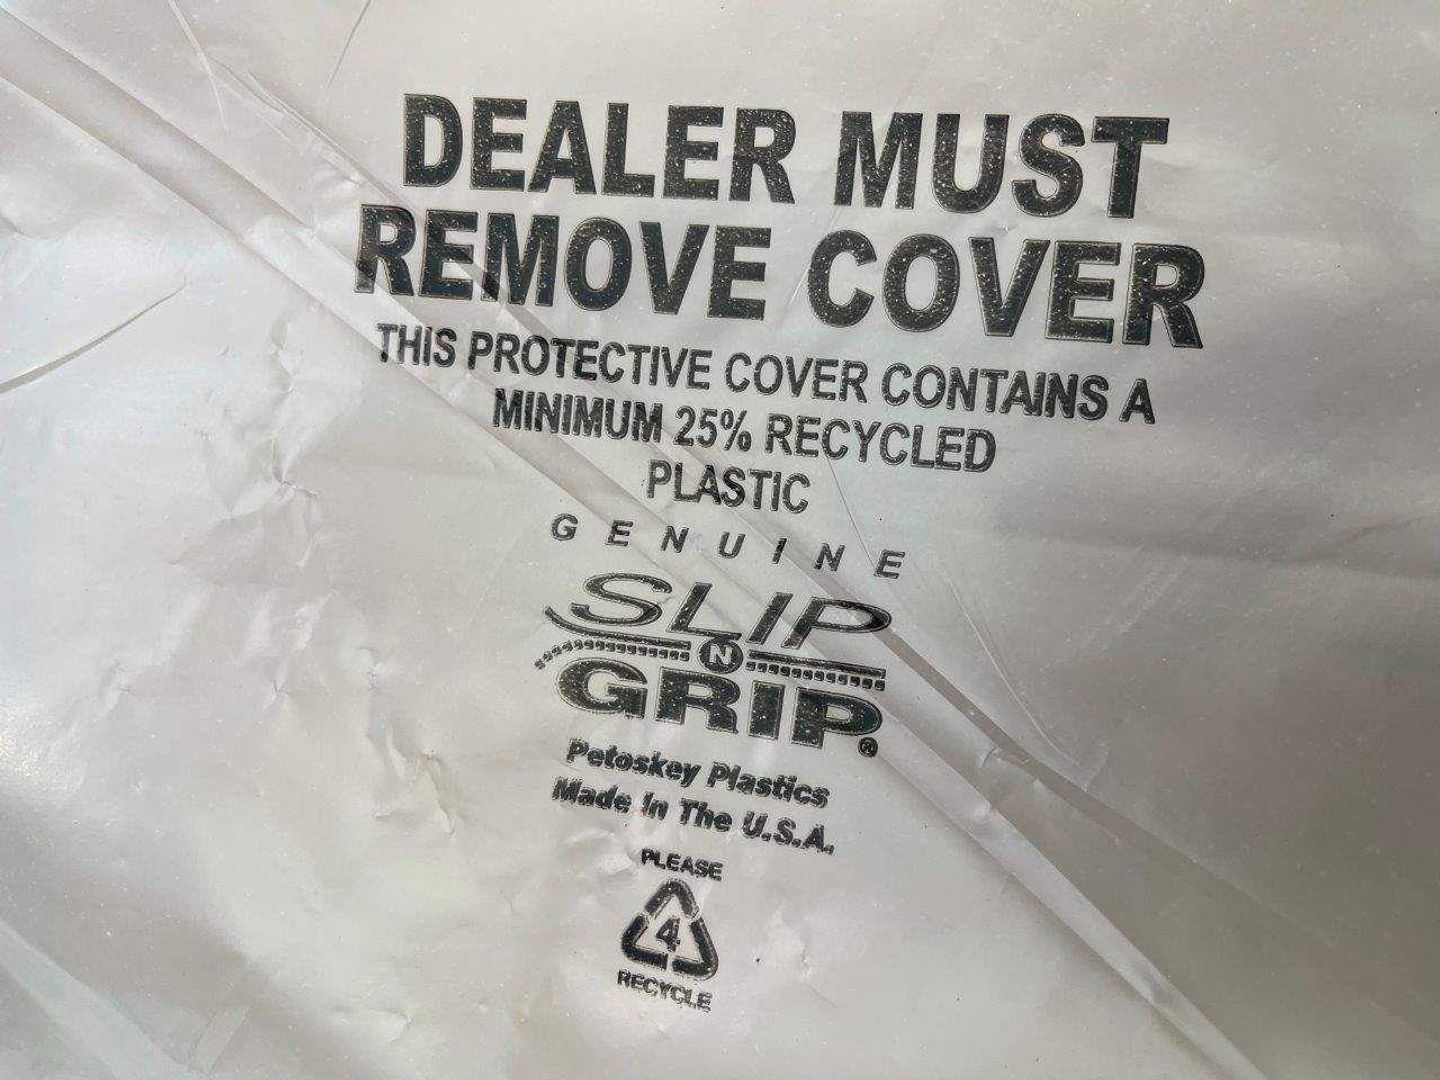 DEALER MUST
REMOVE COVER
THIS PROTECTIVE COVER CONTAINS A
MINIMUM 25% RECYCLED
PLASTIC
GENUINE
SLIP
N
GRIP®
Petoskey Plastics
Made In The U.S.A.
PLEASE
4
RECYCLE